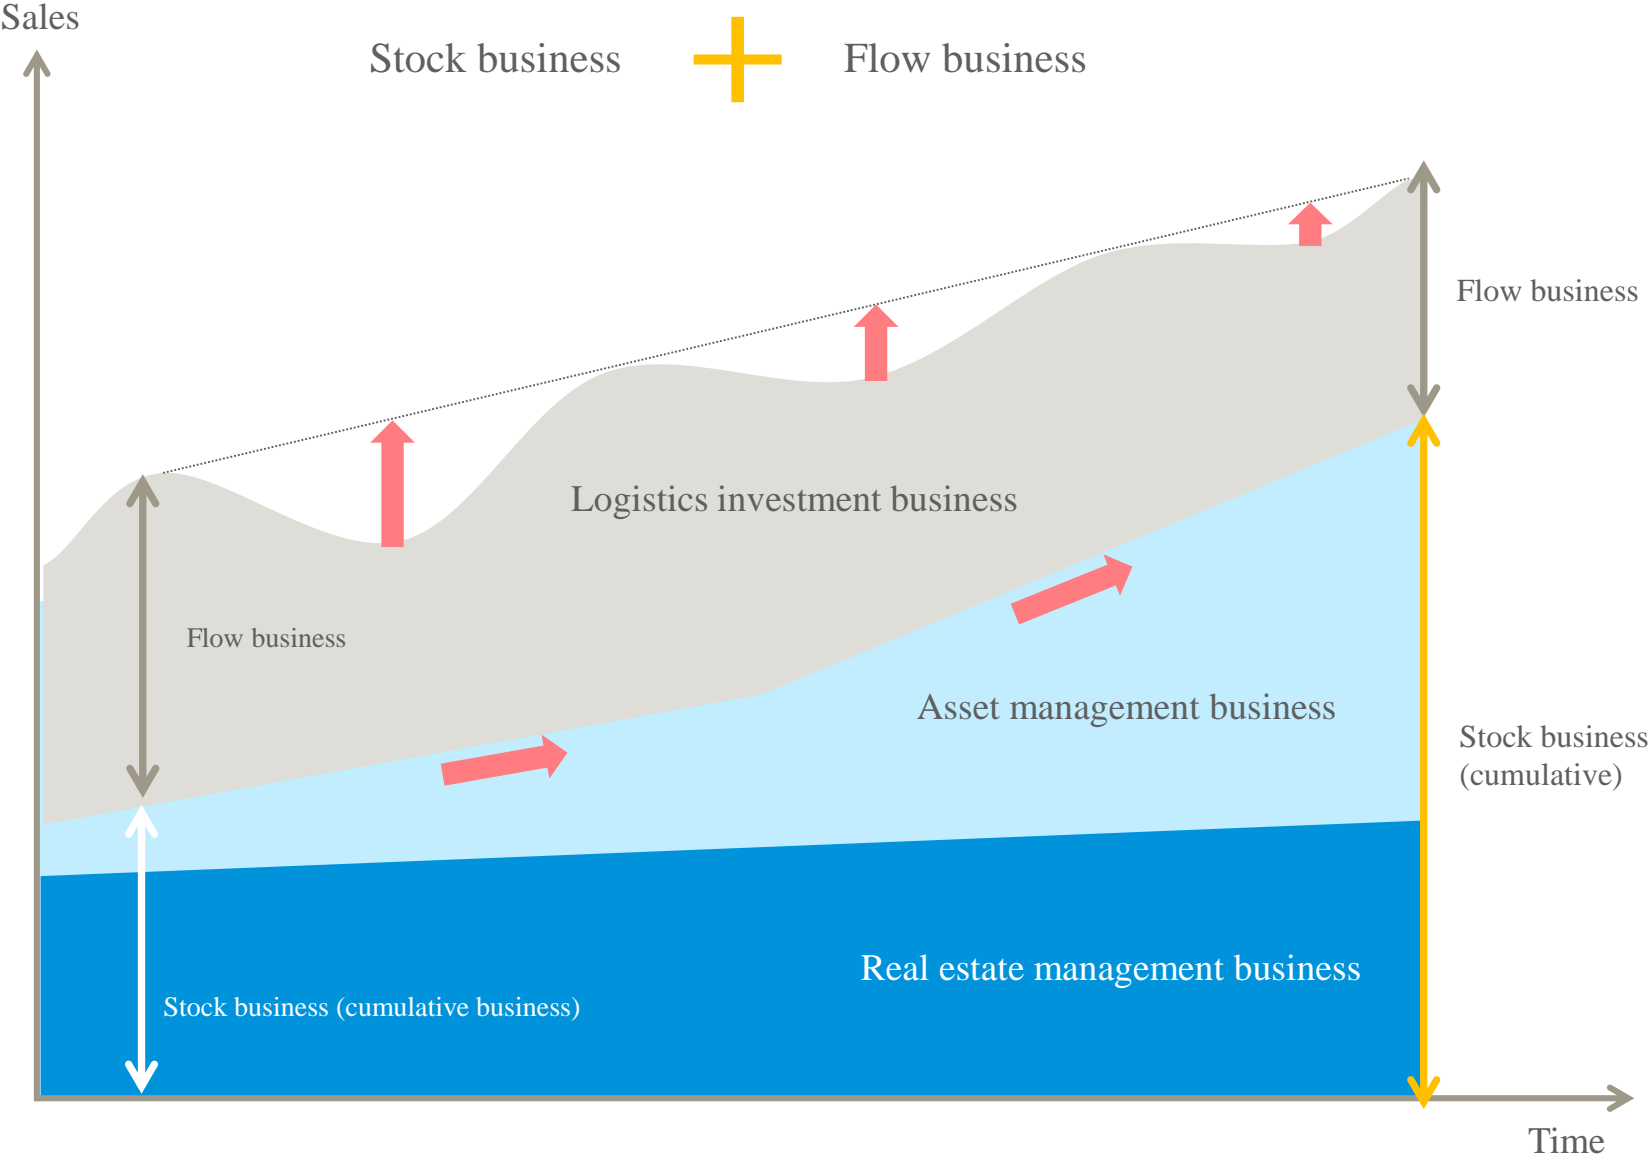 Sales
Stock business
Flow business
Flow business
Logistics investment business
Flow business
Asset management business
Stock business
(cumulative)
Real estate management business
Stock business (cumulative business)
Time